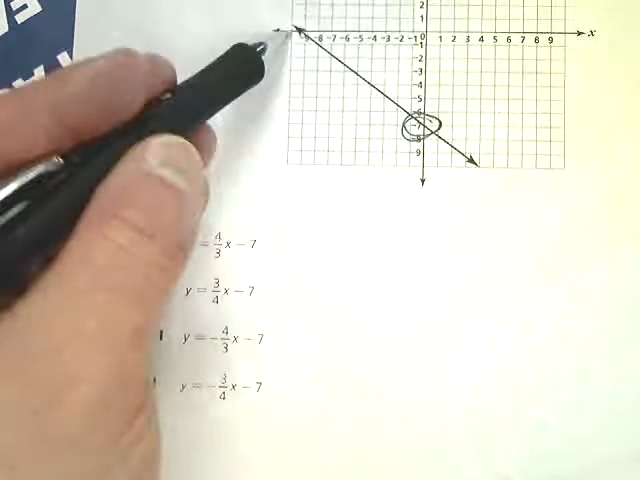 2
1
x
-9 -8 -7 -6 -5 -4 -3 -2 -1 0 1 2 3 4 5 6 7 8 9
-1
-2
-3
-4
-5
-6
-7
-8
9
= 4/3 x – 7
y = 3/4 x – 7
y = – 4/3 x – 7
y = – 3/4 x – 7